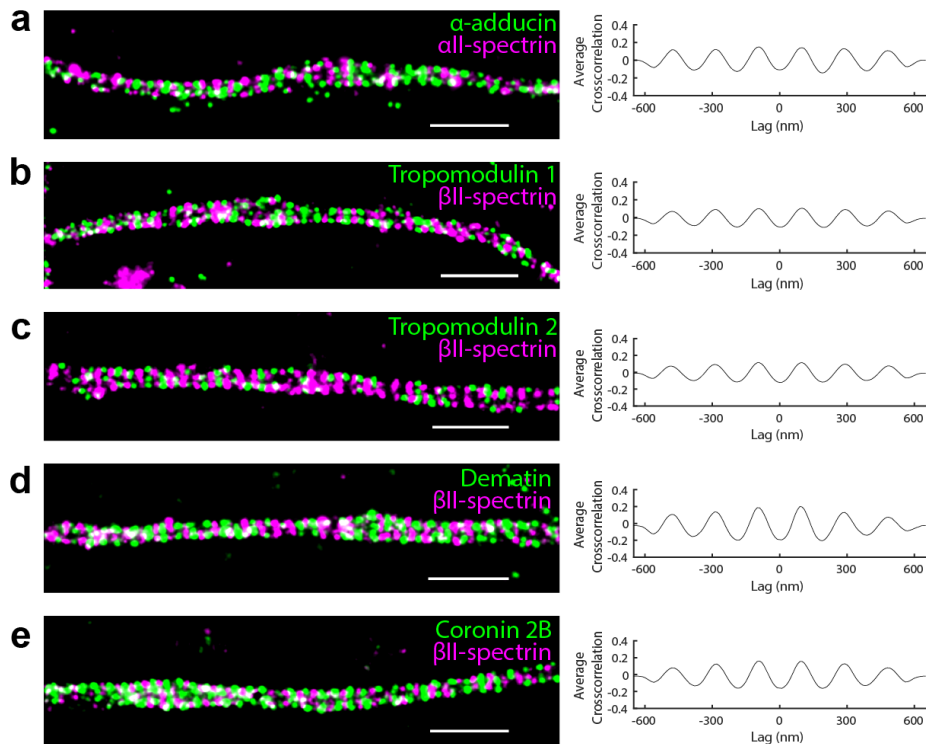 a
α-adducin
αII-spectrin
Average
Crosscorrelation
0.4
0.2
0
-0.4
-600
-300
0
300
600
Lag (nm)
b
Tropomodulin 1
βII-spectrin
Average
Crosscorrelation
0.4
0.2
0
-0.4
-600
-300
0
300
600
Lag (nm)
c
Tropomodulin 2
βII-spectrin
Average
Crosscorrelation
0.4
0.2
0
-0.2
-0.4
-600
-300
0
300
600
Lag (nm)
d
Dematin
βII-spectrin
Average
Crosscorrelation
0.4
0.2
0
-0.2
-0.4
-600
-300
0
300
600
Lag (nm)
e
Coronin 2B
βII-spectrin
Average
Crosscorrelation
0.4
0.2
0
-0.2
-0.4
-600
-300
0
300
600
Lag (nm)